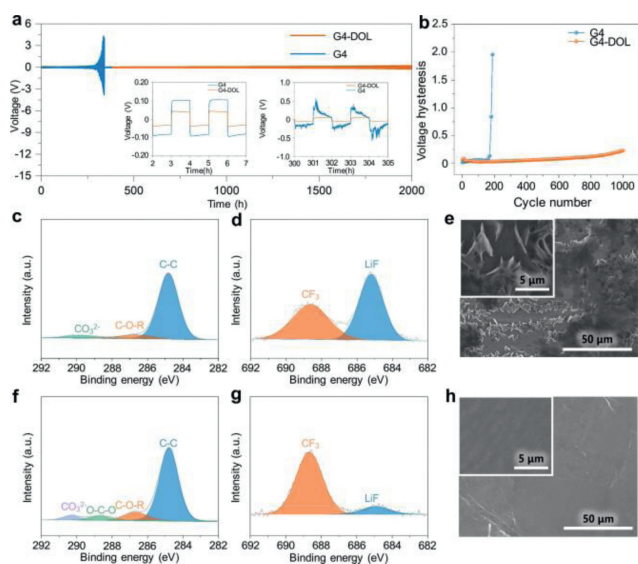 a
6
3
0
-3
-6
-9
-12
-15
Voltage (V)
G4-DOL
G4
0.10
0.00
-0.10
-0.20
Voltage (V)
G4
G4-DOL
2 3 4 5 6 7
Time(h)
1.0
0.5
0.0
-0.5
-1.0
Voltage (V)
G4-DOL
G4
300 301 302 303 304 305
Time(h)
0 500 1000 1500 2000
Time (h)
b
2.5
2.0
1.5
1.0
0.5
0.0
Voltage hysteresis
G4
G4-DOL
0 200 400 600 800 1000
Cycle number
c
Intensity (a.u.)
C-C
CO₃²⁻
C-O-R
292 290 288 286 284 282
Binding energy (eV)
d
Intensity (a.u.)
CF₃
LiF
692 690 688 686 684 682
Binding energy (eV)
e
5 µm
50 µm
f
Intensity (a.u.)
C-C
CO₃²⁻
O-C-O
C-O-R
292 290 288 286 284 282
Binding energy (eV)
g
Intensity (a.u.)
CF₃
LiF
692 690 688 686 684 682
Binding energy (eV)
h
5 µm
50 µm